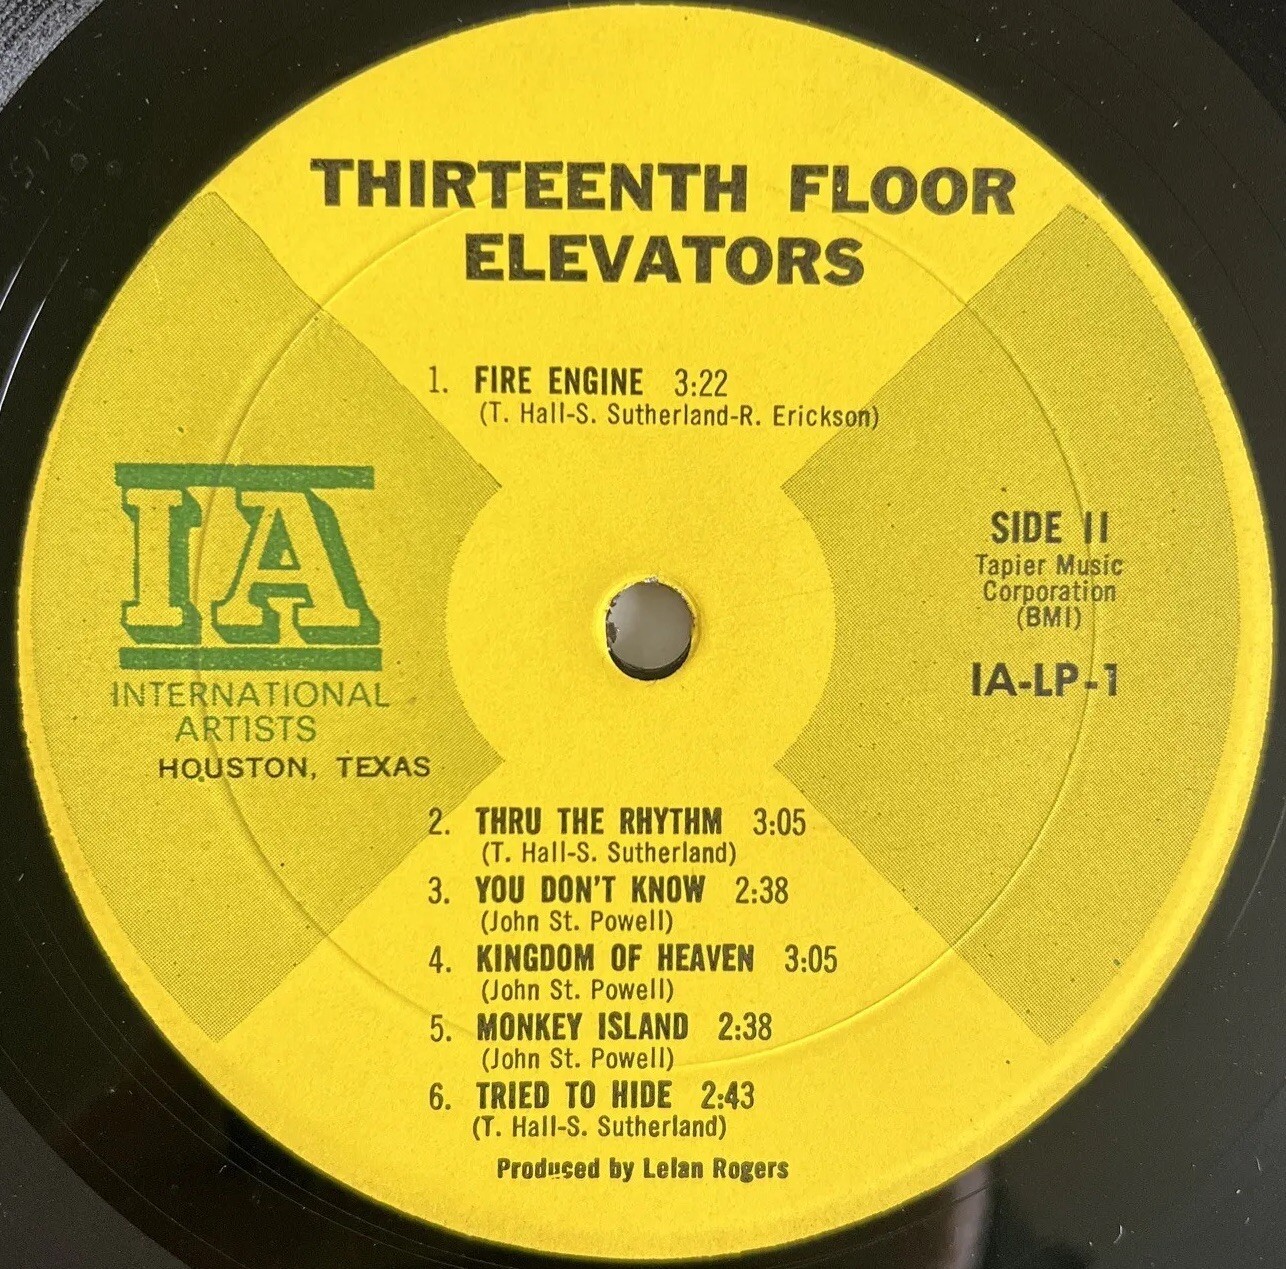 THIRTEENTH FLOOR
ELEVATORS
1. FIRE ENGINE 3:22
(T. Hall-S. Sutherland-R. Erickson)
IA
INTERNATIONAL
ARTISTS
HOUSTON, TEXAS
SIDE II
Tapier Music
Corporation
(BMI)
IA-LP-1
2. THRU THE RHYTHM 3:05
(T. Hall-S. Sutherland)
3. YOU DON'T KNOW 2:38
(John St. Powell)
4. KINGDOM OF HEAVEN 3:05
(John St. Powell)
5. MONKEY ISLAND 2:38
(John St. Powell)
6. TRIED TO HIDE 2:43
(T. Hall-S. Sutherland)
Produced by Lelan Rogers